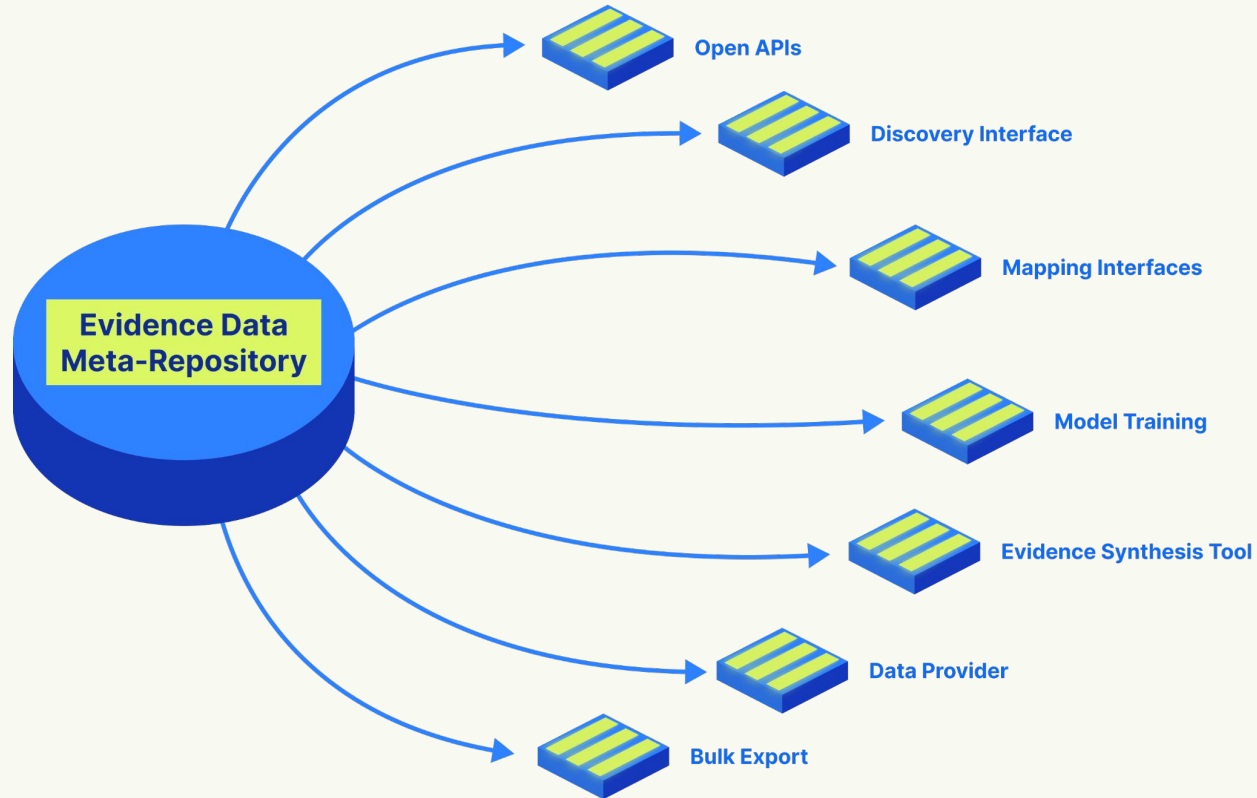 Open APIs
Discovery Interface
Mapping Interfaces
Evidence Data
Meta-Repository
Model Training
Evidence Synthesis Tool
Data Provider
Bulk Export